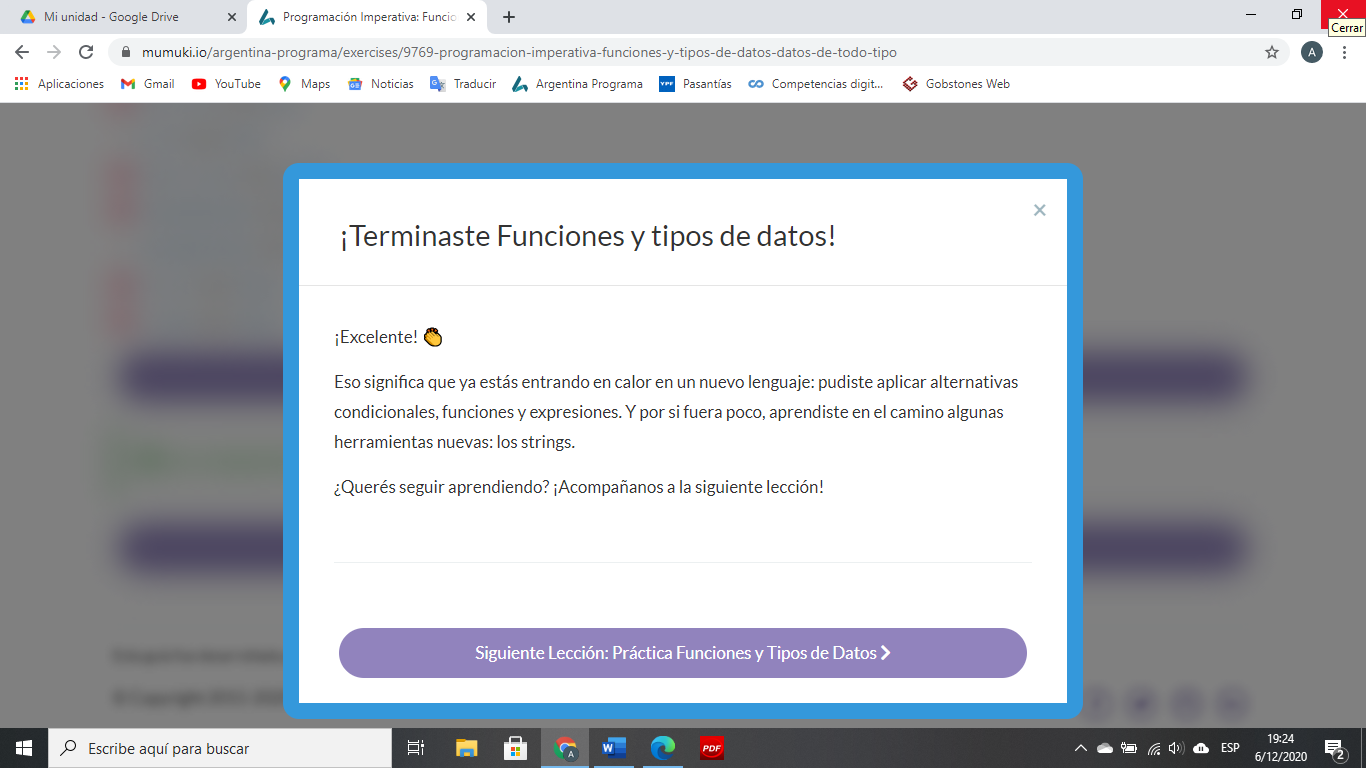 Mi unidad - Google Drive
Programación Imperativa: Funcio
Cerrar
mumuki.io/argentina-programa/exercises/9769-programacion-imperativa-funciones-y-tipos-de-datos-datos-de-todo-tipo
A
Aplicaciones
Gmail
YouTube
Maps
Noticias
Traducir
Argentina Programa
YPF
Pasantías
Competencias digit...
Gobstones Web
¡Terminaste Funciones y tipos de datos!
¡Excelente!
Eso significa que ya estás entrando en calor en un nuevo lenguaje: pudiste aplicar alternativas
condicionales, funciones y expresiones. Y por si fuera poco, aprendiste en el camino algunas
herramientas nuevas: los strings.
¿Querés seguir aprendiendo? ¡Acompañanos a la siguiente lección!
Siguiente Lección: Práctica Funciones y Tipos de Datos
Escribe aquí para buscar
A
W
PDF
ESP
19:24
6/12/2020
2